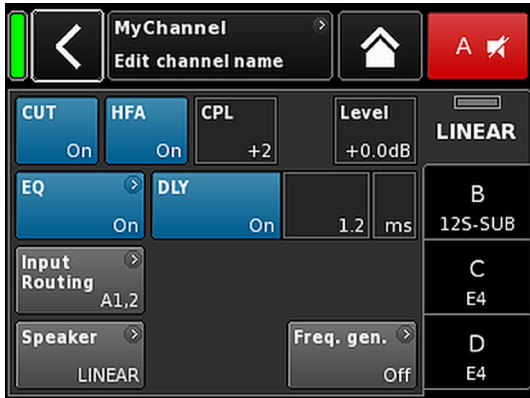 MyChannel
Edit channel name
A
CUT
On
HFA
On
CPL
+2
Level
+0.0dB
LINEAR
EQ
On
DLY
On
1.2
ms
B
12S-SUB
Input
Routing
A1,2
C
E4
Speaker
LINEAR
Freq. gen.
Off
D
E4